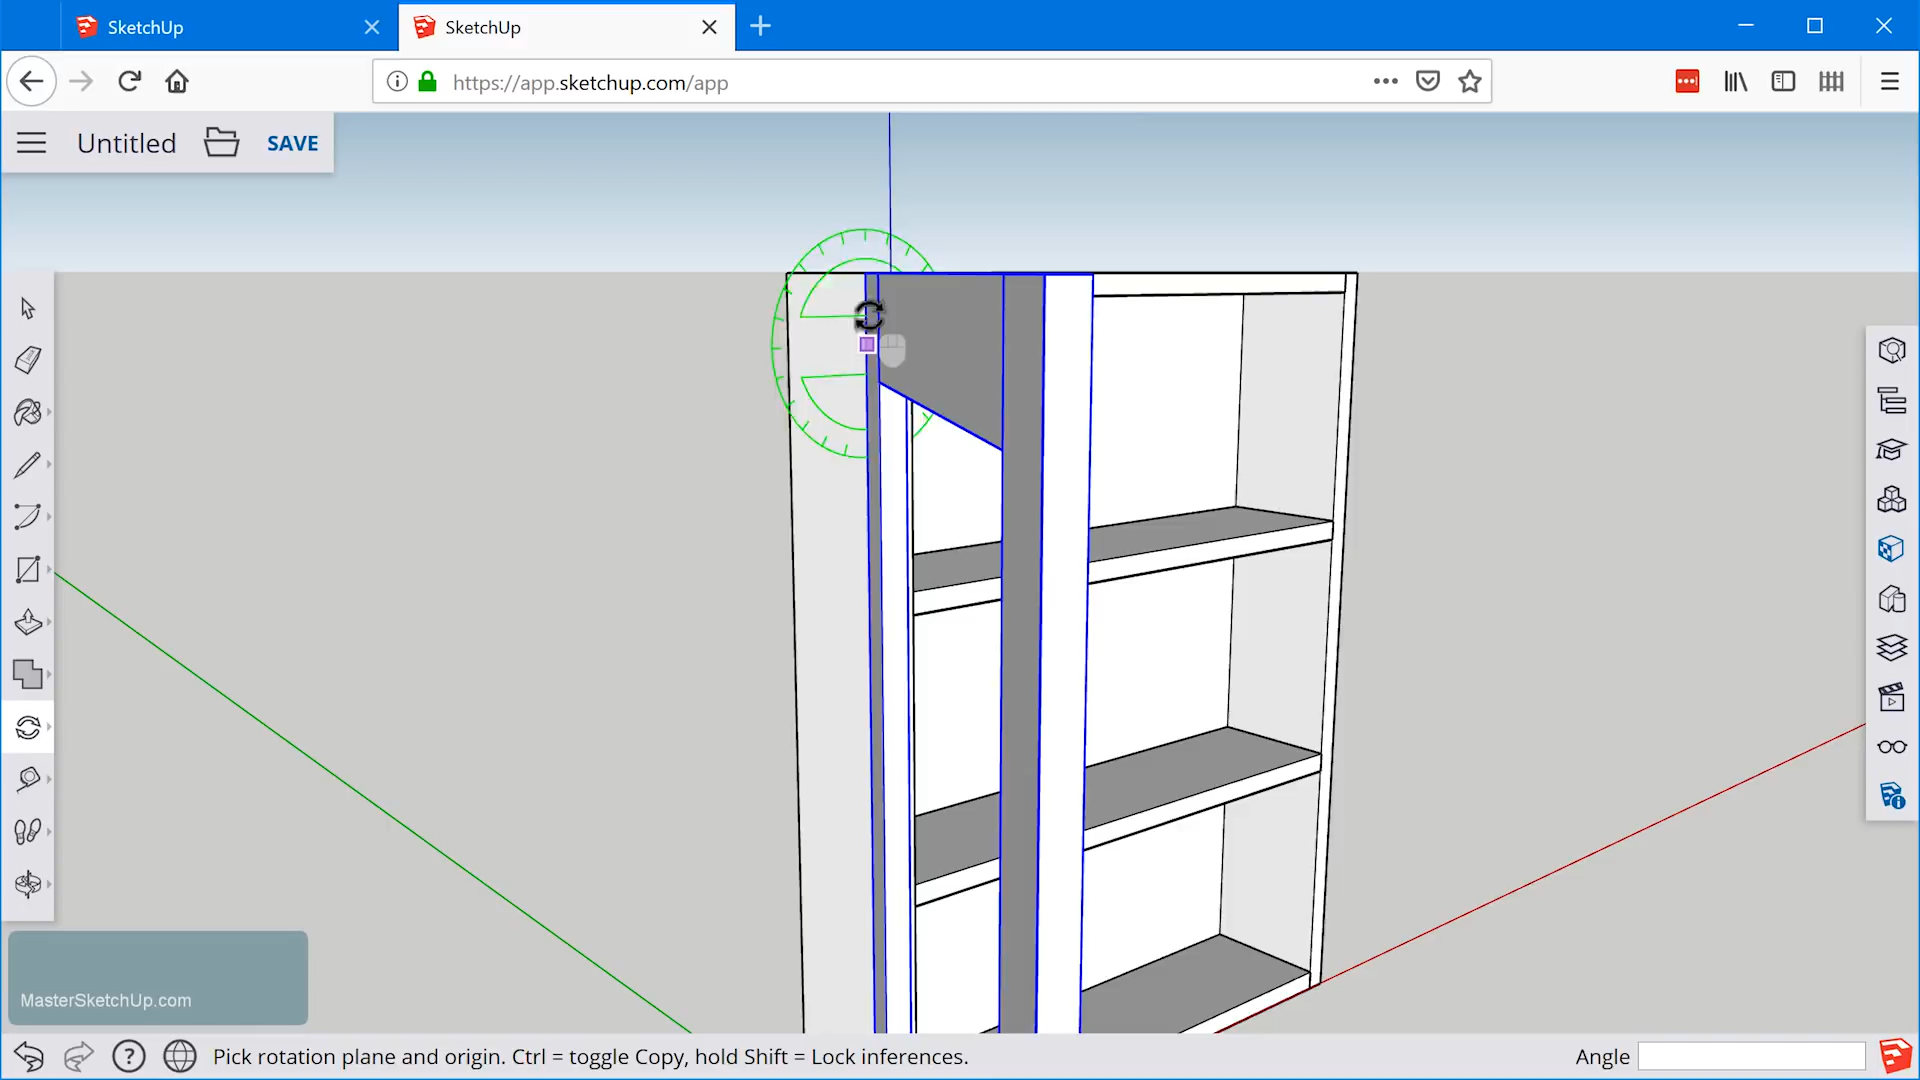 SketchUp
SketchUp
https://app.sketchup.com/app
Untitled
SAVE
MasterSketchUp.com
Pick rotation plane and origin. Ctrl = toggle Copy, hold Shift = Lock inferences.
Angle